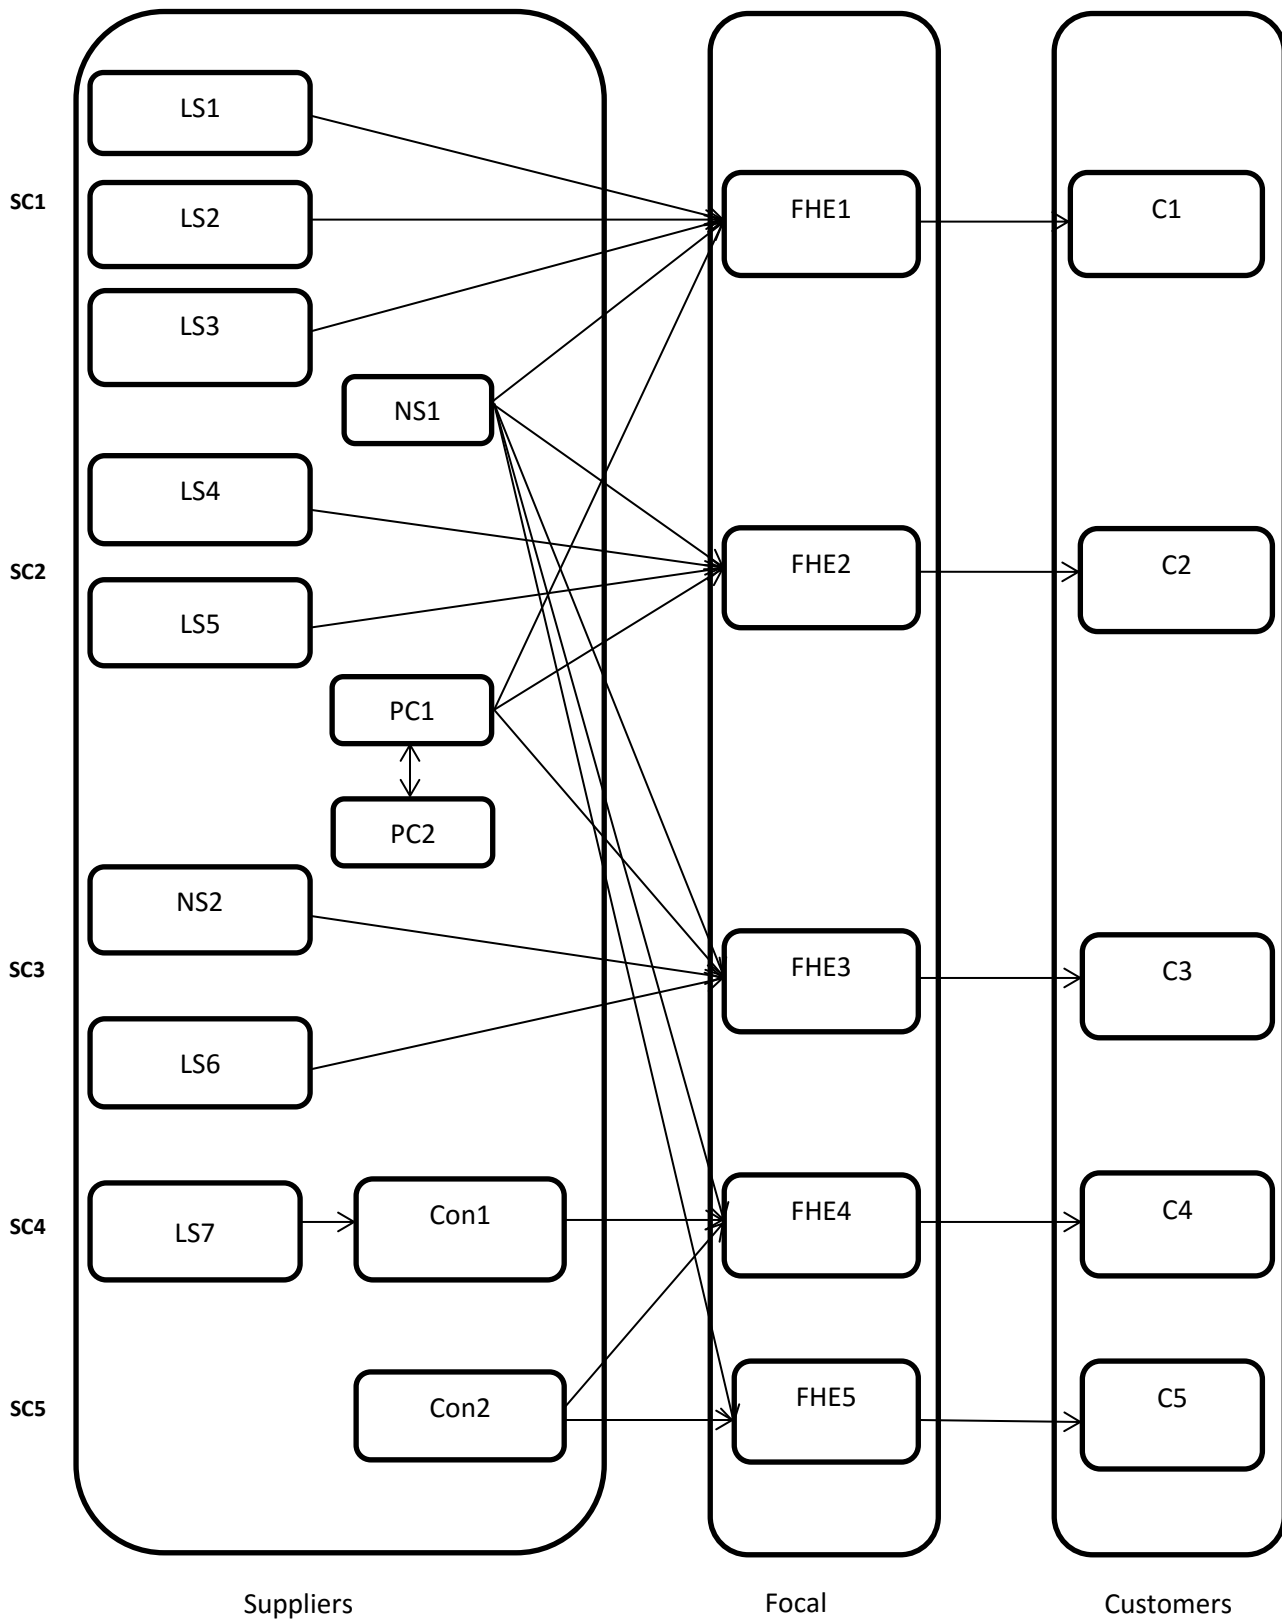 LS1
SC1
LS2
FHE1
C1
LS3
NS1
LS4
SC2
LS5
FHE2
C2
PC1
PC2
NS2
SC3
FHE3
C3
LS6
SC4
LS7
Con1
FHE4
C4
SC5
Con2
FHE5
C5
Suppliers
Focal
Customers